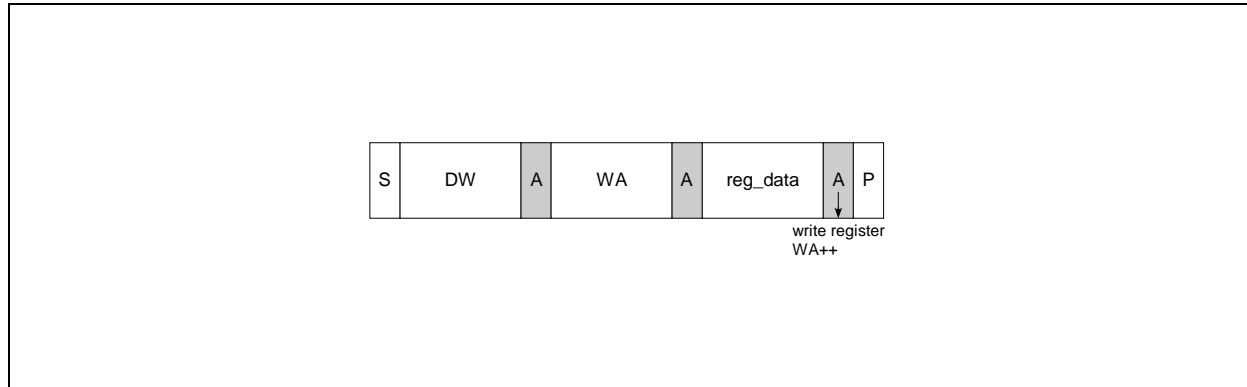 S DW A WA A reg_data A P
write register
WA++